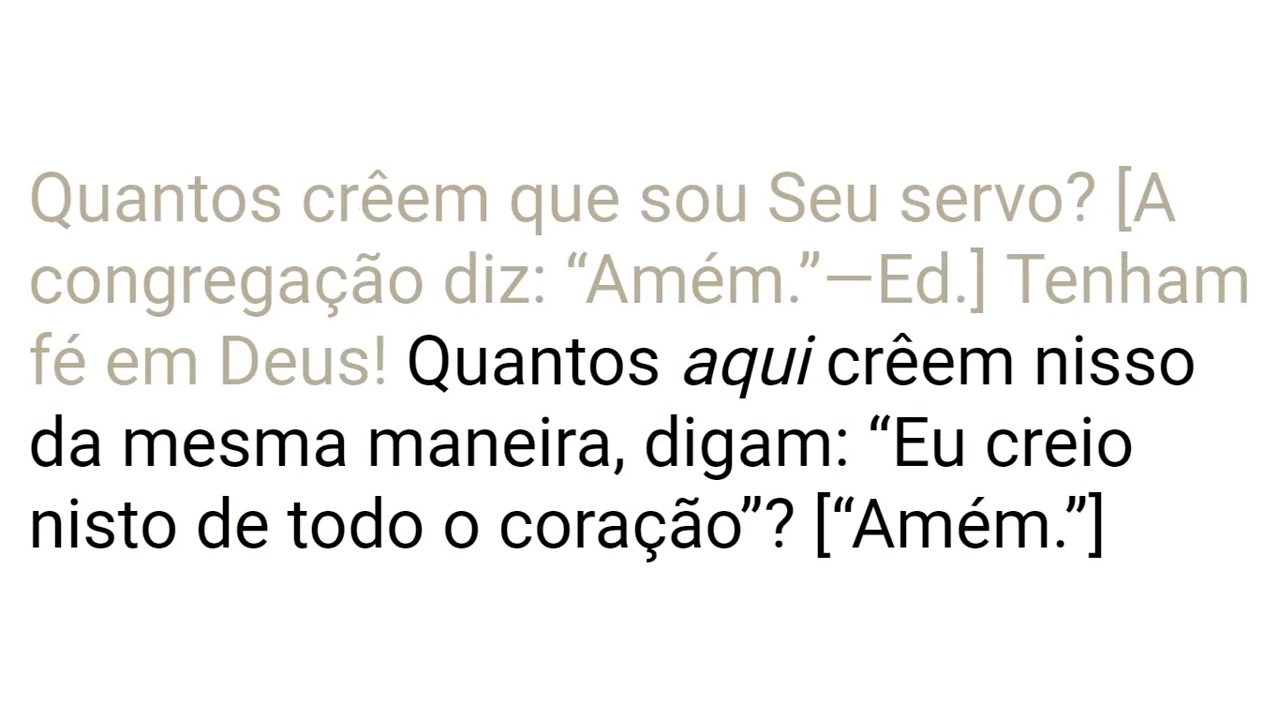 Quantos crêem que sou Seu servo? [A
congregação diz: “Amém.”—Ed.] Tenham
fé em Deus! Quantos aqui crêem nisso
da mesma maneira, digam: “Eu creio
nisto de todo o coração”? [“Amém.”]